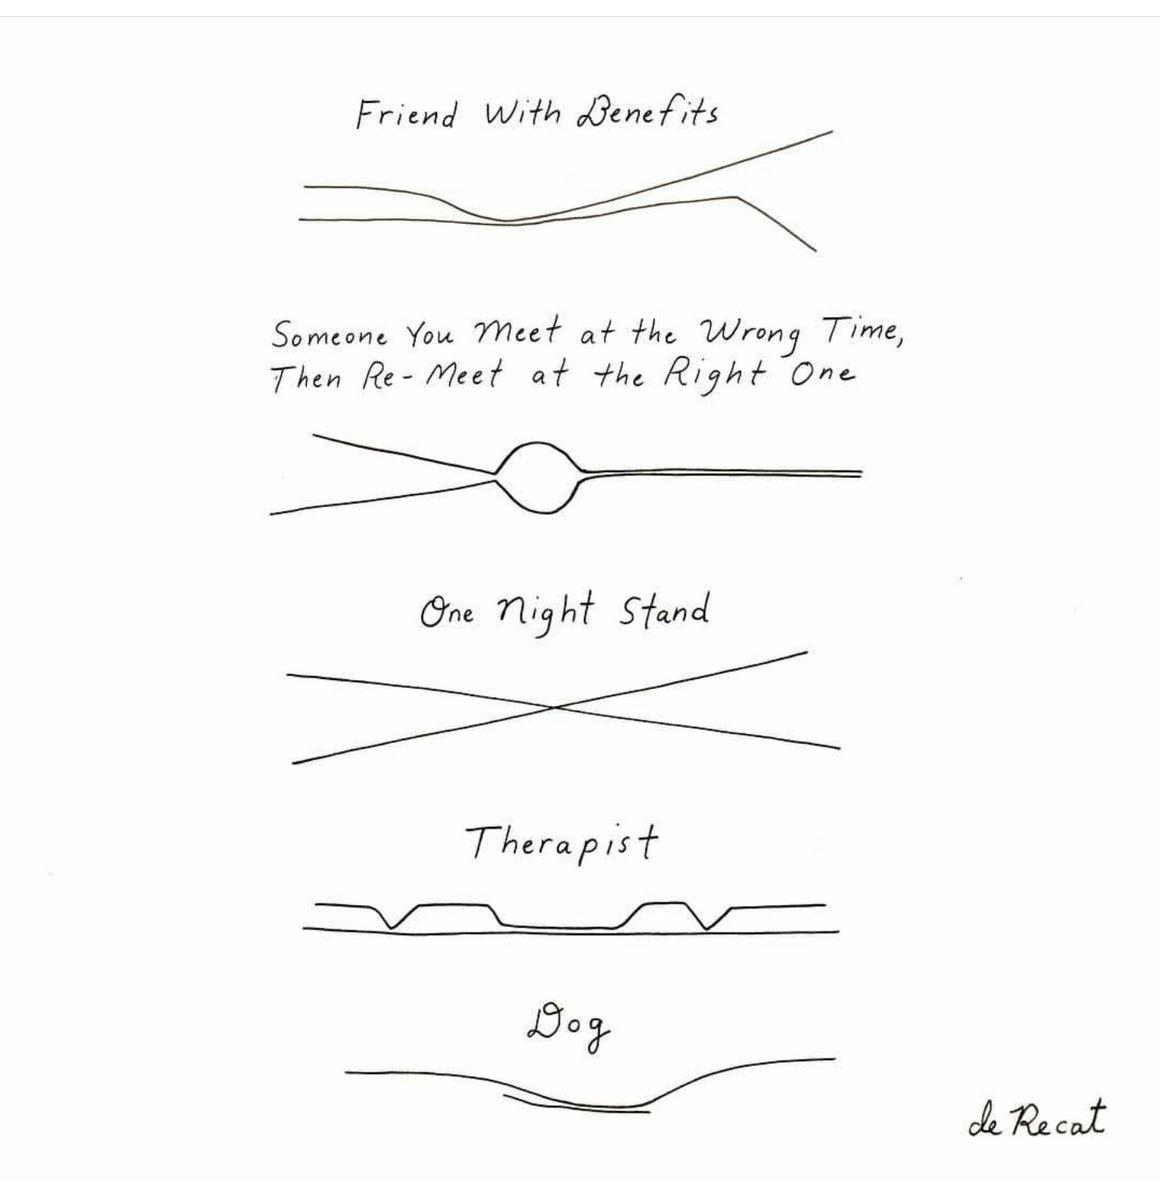 Friend With Benefits
Someone You Meet at the Wrong Time,
Then Re-Meet at the Right One
One Night Stand
Therapist
Dog
de Recat